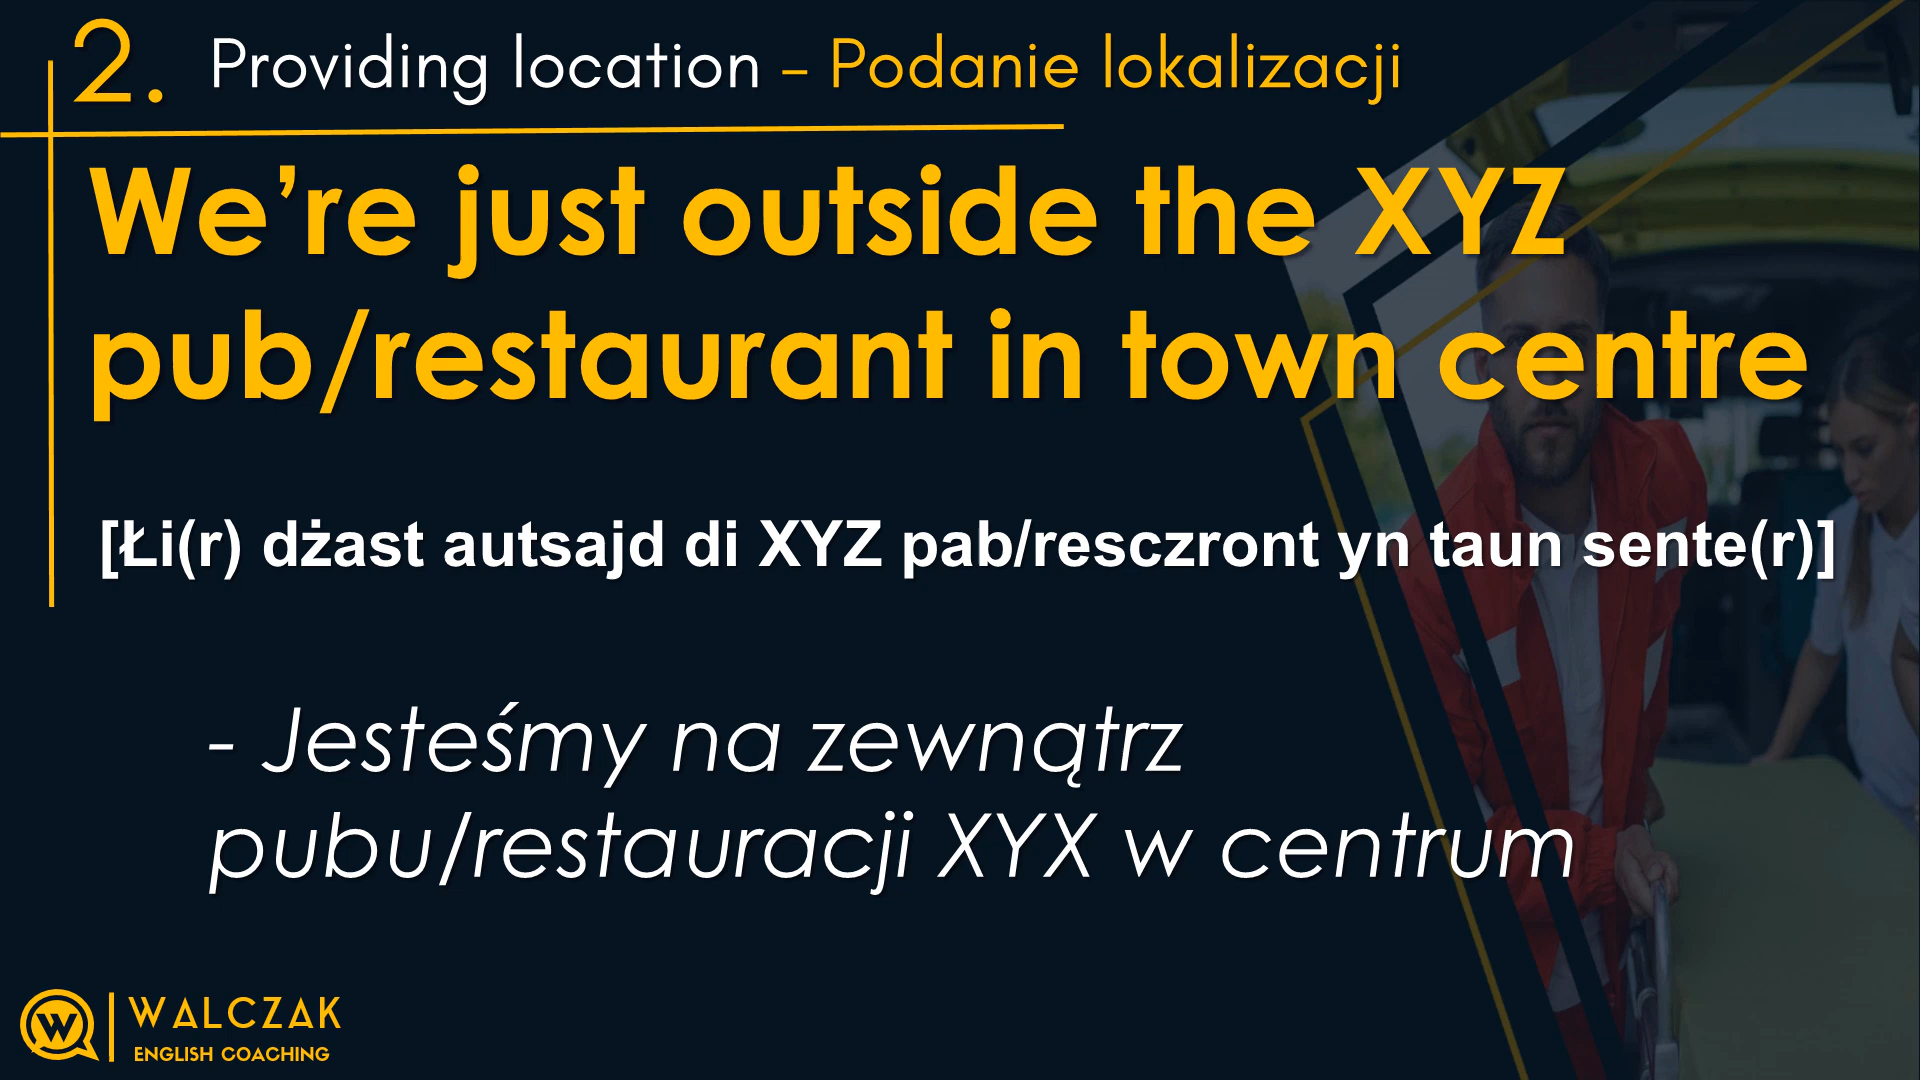 2. Providing location – Podanie lokalizacji
We’re just outside the XYZ
pub/restaurant in town centre
[Łi(r) dżast autsajd di XYZ pab/resczront yn taun sente(r)]
- Jesteśmy na zewnątrz
pubu/restauracji XYX w centrum
W WALCZAK
ENGLISH COACHING